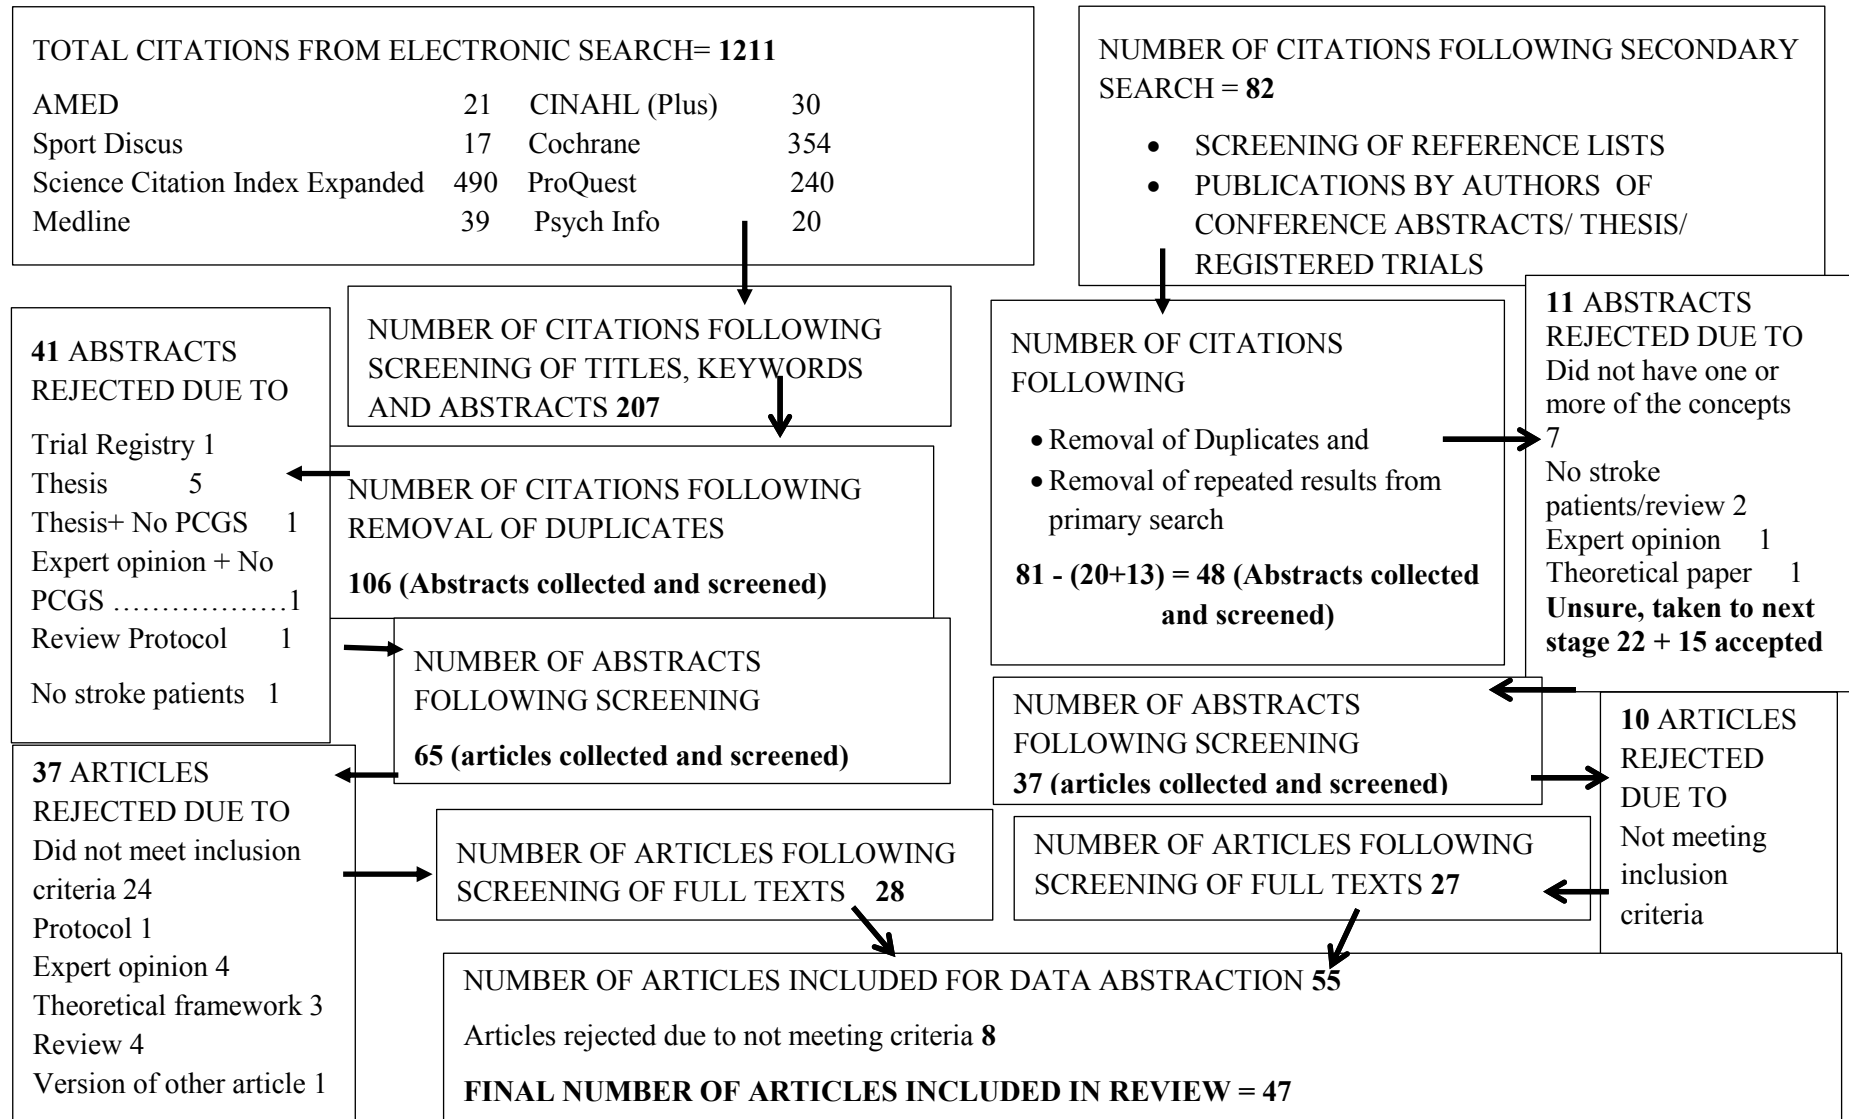 TOTAL CITATIONS FROM ELECTRONIC SEARCH= 1211
AMED 21 CINAHL (Plus) 30
Sport Discus 17 Cochrane 354
Science Citation Index Expanded 490 ProQuest 240
Medline 39 Psych Info 20
NUMBER OF CITATIONS FOLLOWING SECONDARY
SEARCH = 82
• SCREENING OF REFERENCE LISTS
• PUBLICATIONS BY AUTHORS OF
CONFERENCE ABSTRACTS/ THESIS/
REGISTERED TRIALS
NUMBER OF CITATIONS FOLLOWING
SCREENING OF TITLES, KEYWORDS
AND ABSTRACTS 207
NUMBER OF CITATIONS
FOLLOWING
• Removal of Duplicates and
• Removal of repeated results from
primary search
81 - (20+13) = 48 (Abstracts collected
and screened)
11 ABSTRACTS
REJECTED DUE TO
Did not have one or
more of the concepts
7
No stroke
patients/review 2
Expert opinion 1
Theoretical paper 1
Unsure, taken to next
stage 22 + 15 accepted
41 ABSTRACTS
REJECTED DUE TO
Trial Registry 1
Thesis 5
Thesis+ No PCGS 1
Expert opinion + No
PCGS ………………1
Review Protocol 1
No stroke patients 1
NUMBER OF CITATIONS FOLLOWING
REMOVAL OF DUPLICATES
106 (Abstracts collected and screened)
NUMBER OF ABSTRACTS
FOLLOWING SCREENING
65 (articles collected and screened)
NUMBER OF ABSTRACTS
FOLLOWING SCREENING
37 (articles collected and screened)
10 ARTICLES
REJECTED
DUE TO
Not meeting
inclusion
criteria
37 ARTICLES
REJECTED DUE TO
Did not meet inclusion
criteria 24
Protocol 1
Expert opinion 4
Theoretical framework 3
Review 4
Version of other article 1
NUMBER OF ARTICLES FOLLOWING
SCREENING OF FULL TEXTS 28
NUMBER OF ARTICLES FOLLOWING
SCREENING OF FULL TEXTS 27
NUMBER OF ARTICLES INCLUDED FOR DATA ABSTRACTION 55
Articles rejected due to not meeting criteria 8
FINAL NUMBER OF ARTICLES INCLUDED IN REVIEW = 47